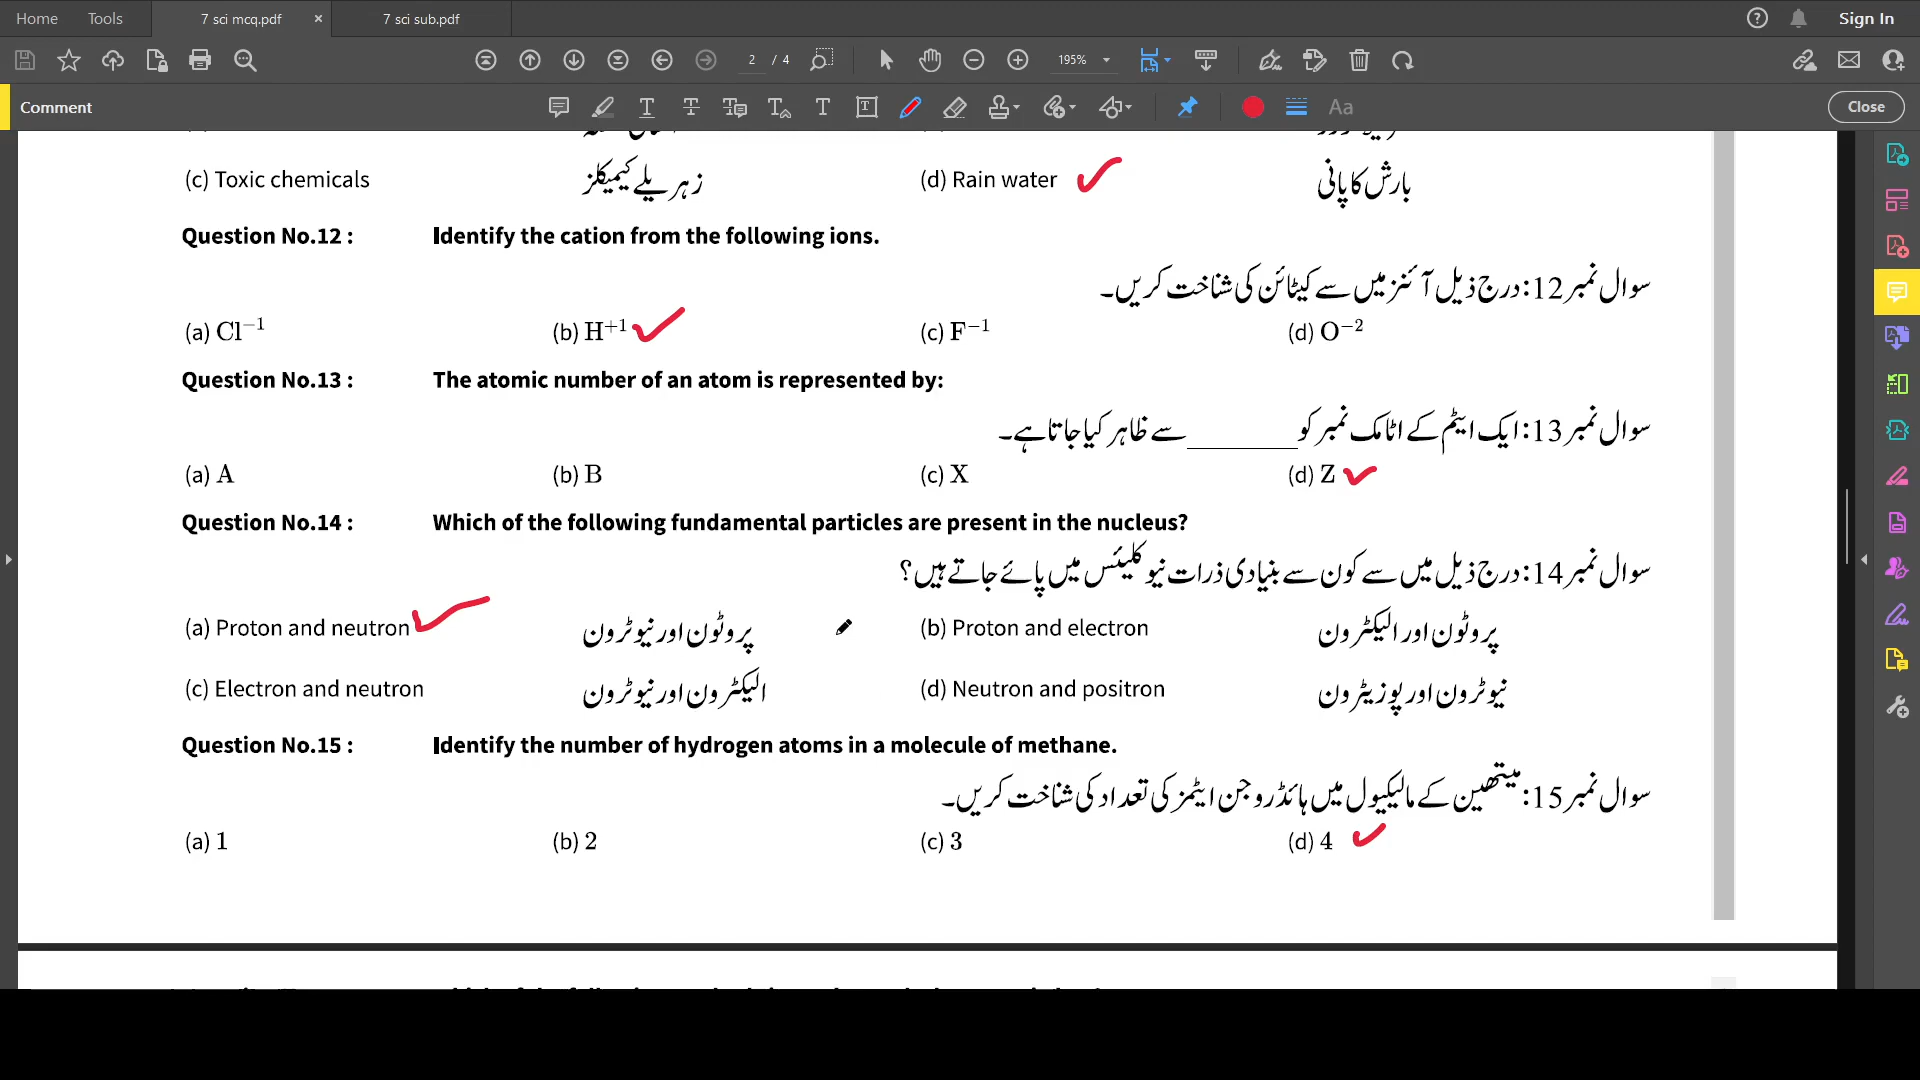 Home Tools 7 sci mcq.pdf × 7 sci sub.pdf Sign In
2 / 4 195%
Comment Close
(c) Toxic chemicals زہریلے کیمیکلز (d) Rain water بارش کا پانی
Question No.12 : Identify the cation from the following ions.
سوال نمبر 12: درج ذیل آئنز میں سے کیٹائن کی شناخت کریں۔
(a) Cl⁻¹ (b) H⁺¹ (c) F⁻¹ (d) O⁻²
Question No.13 : The atomic number of an atom is represented by:
سوال نمبر 13: ایک ایٹم کے اٹامک نمبر کو __________ سے ظاہر کیا جاتا ہے۔
(a) A (b) B (c) X (d) Z
Question No.14 : Which of the following fundamental particles are present in the nucleus?
سوال نمبر 14: درج ذیل میں سے کون سے بنیادی ذرات نیوکلیئس میں پائے جاتے ہیں؟
(a) Proton and neutron پروٹون اور نیوٹرون (b) Proton and electron پروٹون اور الیکٹرون
(c) Electron and neutron الیکٹرون اور نیوٹرون (d) Neutron and positron نیوٹرون اور پوزیٹرون
Question No.15 : Identify the number of hydrogen atoms in a molecule of methane.
سوال نمبر 15: میتھین کے مالیکیول میں ہائڈروجن ایٹمز کی تعداد کی شناخت کریں۔
(a) 1 (b) 2 (c) 3 (d) 4